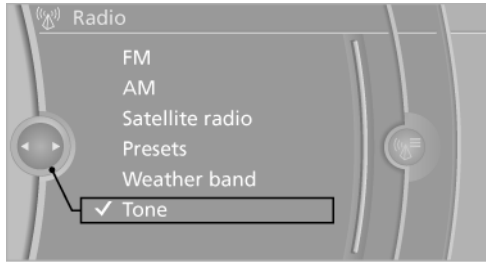 Radio
FM
AM
Satellite radio
Presets
Weather band
✓ Tone